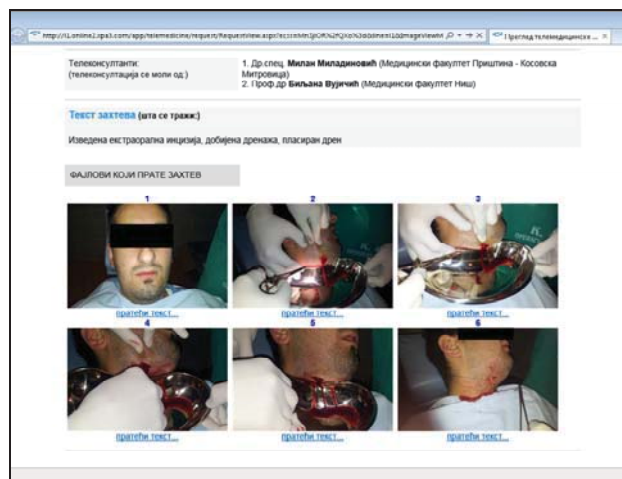 Преглед телемедицинске ...
Телеконсултанти:
(телеконсултација се моли од:)
1. Др.спец. Милан Миладиновић (Медицински факултет Приштина - Косовска
Митровица)
2. Проф.др Биљана Вујичић (Медицински факултет Ниш)
Текст захтева (шта се тражи:)
Изведена екстраорална инцизија, добијена дренажа, пласиран дрен
ФАЈЛОВИ КОЈИ ПРАТЕ ЗАХТЕВ
1 2 3
пратећи текст... пратећи текст... пратећи текст...
4 5 6
пратећи текст... пратећи текст... пратећи текст...